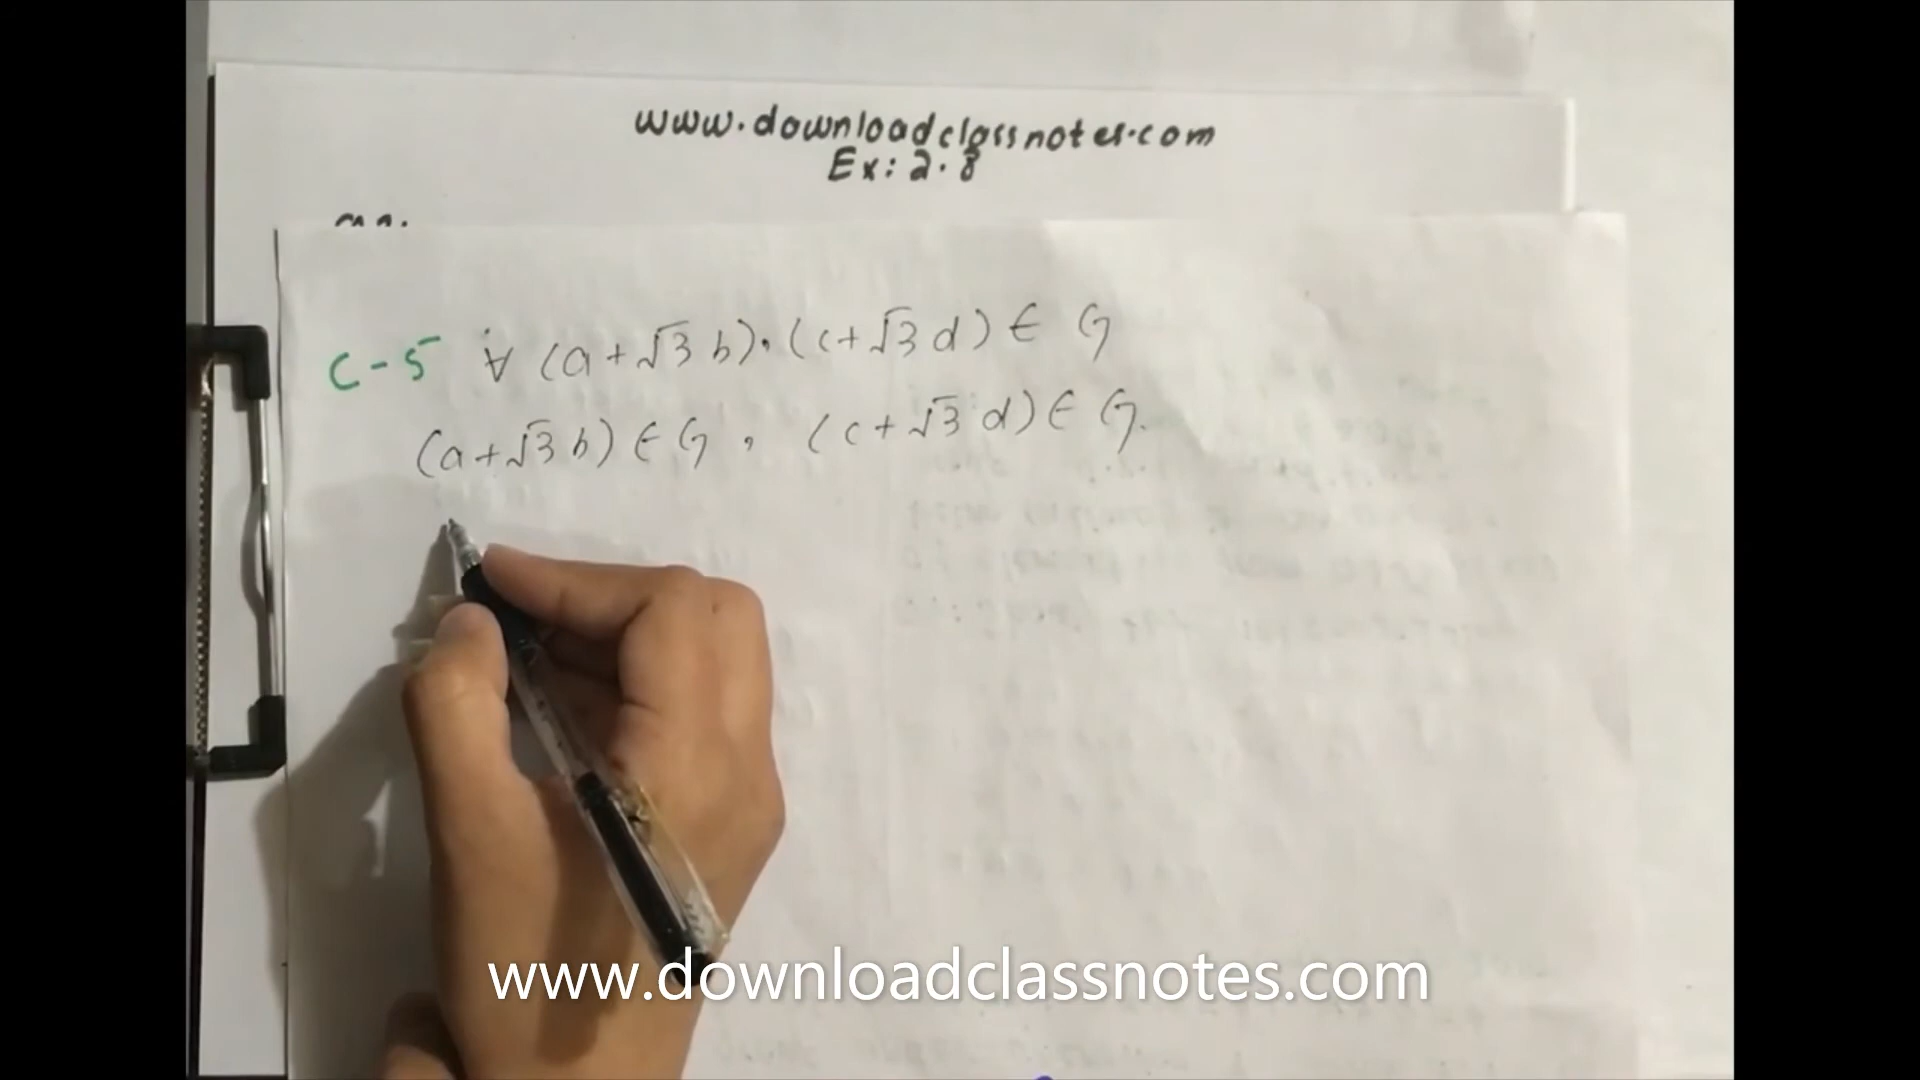 www.downloadclassnotes.com
Ex: 2.8
C-5 ∀ (a+√3 b), (c+√3 d) ∈ G
(a+√3 b) ∈ G , (c+√3 d) ∈ G.
www.downloadclassnotes.com